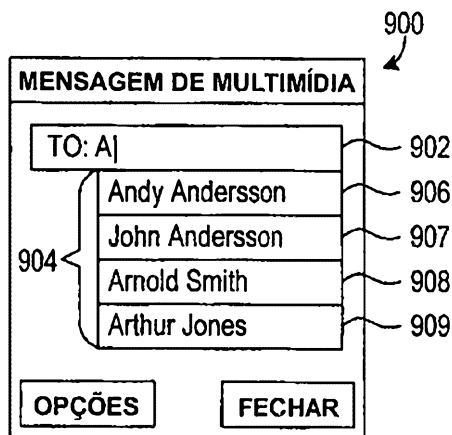 900
MENSAGEM DE MULTIMÍDIA
TO: A 902
Andy Andersson 906
John Andersson 907
904
Arnold Smith 908
Arthur Jones 909
OPÇÕES FECHAR